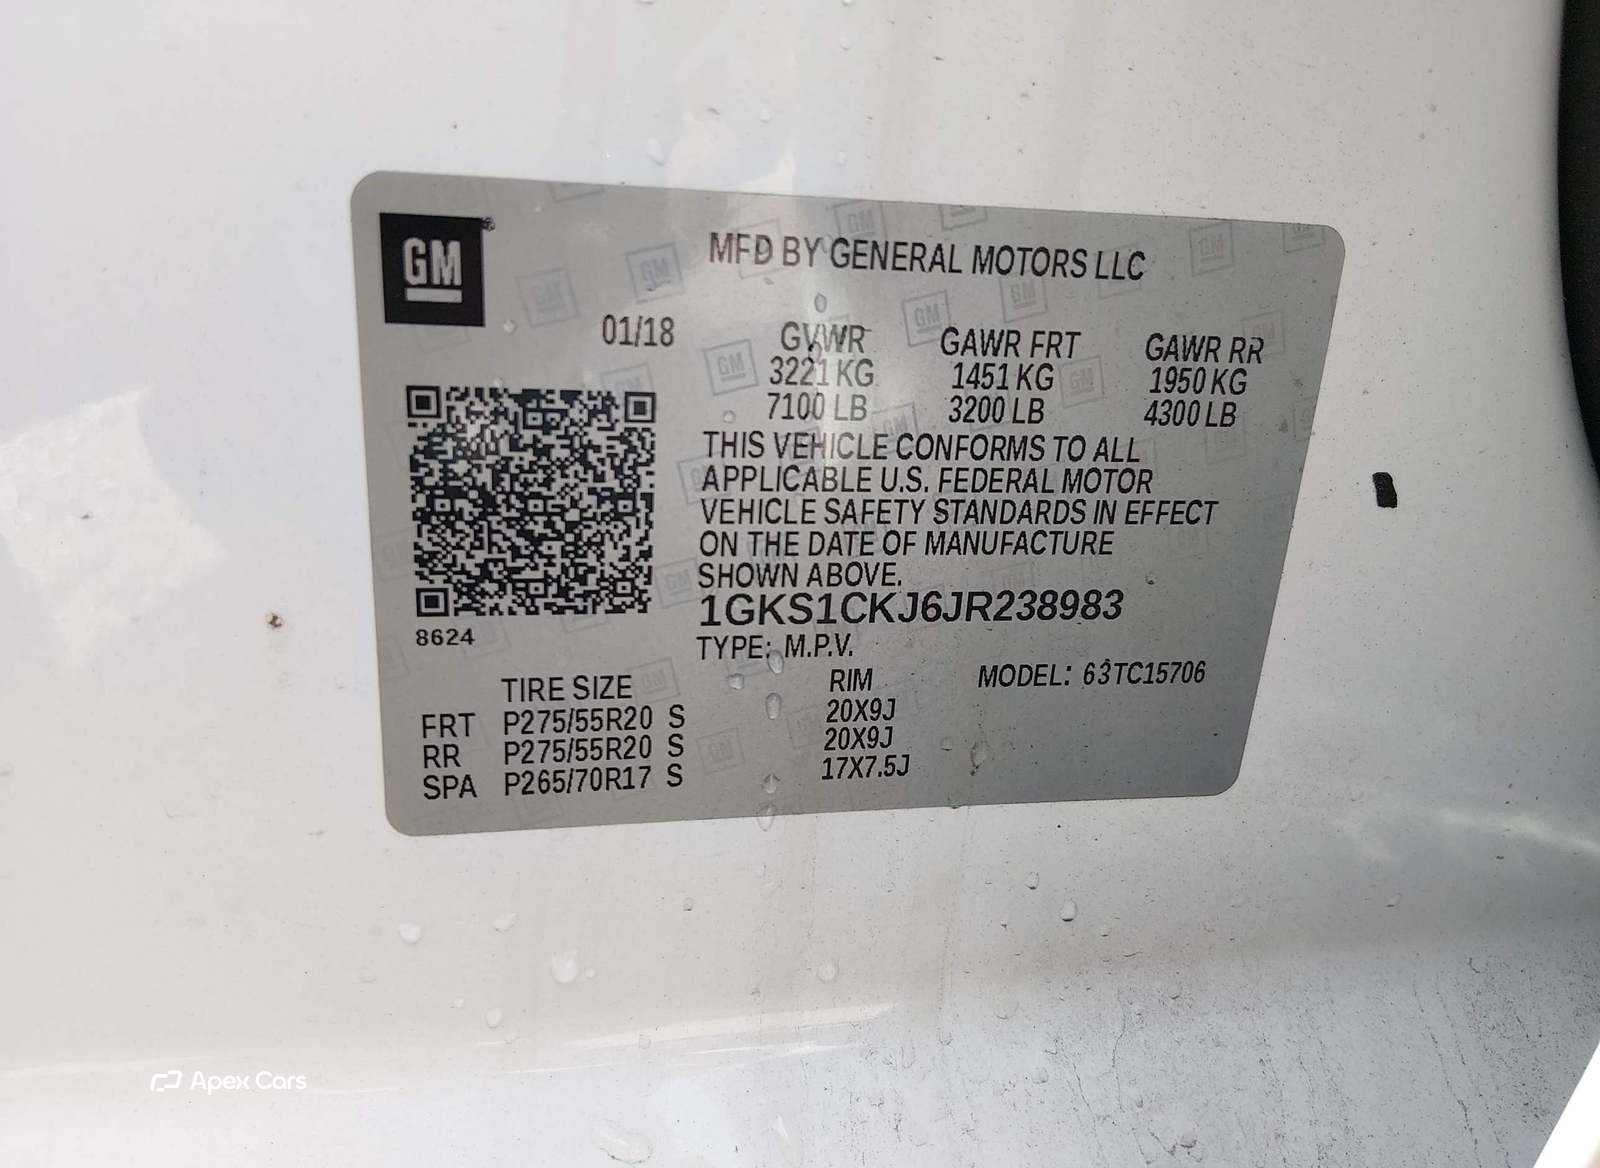 GM®
MFD BY GENERAL MOTORS LLC
01/18
GVWR GAWR FRT GAWR RR
3221 KG 1451 KG 1950 KG
7100 LB 3200 LB 4300 LB
THIS VEHICLE CONFORMS TO ALL
APPLICABLE U.S. FEDERAL MOTOR
VEHICLE SAFETY STANDARDS IN EFFECT
ON THE DATE OF MANUFACTURE
SHOWN ABOVE.
1GKS1CKJ6JR238983
8624
TYPE: M.P.V.
MODEL: 63TC15706
TIRE SIZE RIM
FRT P275/55R20 S 20X9J
RR P275/55R20 S 20X9J
SPA P265/70R17 S 17X7.5J
Apex Cars